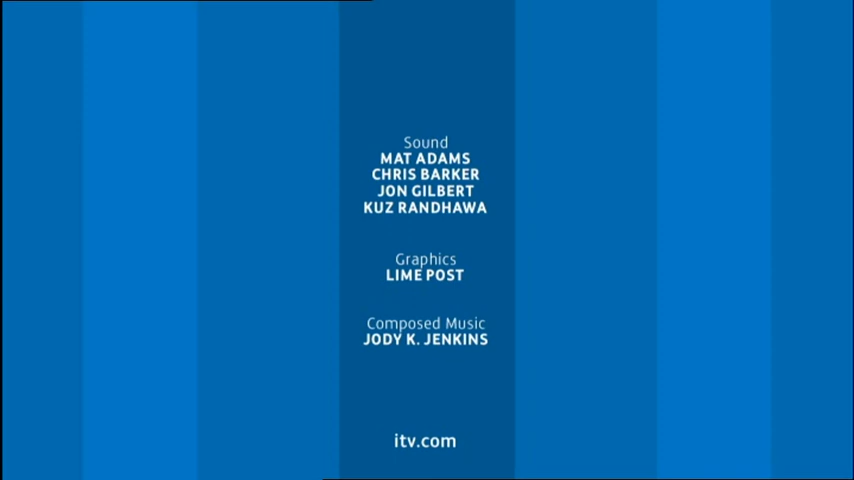 Sound
MAT ADAMS
CHRIS BARKER
JON GILBERT
KUZ RANDHAWA
Graphics
LIME POST
Composed Music
JODY K. JENKINS
itv.com